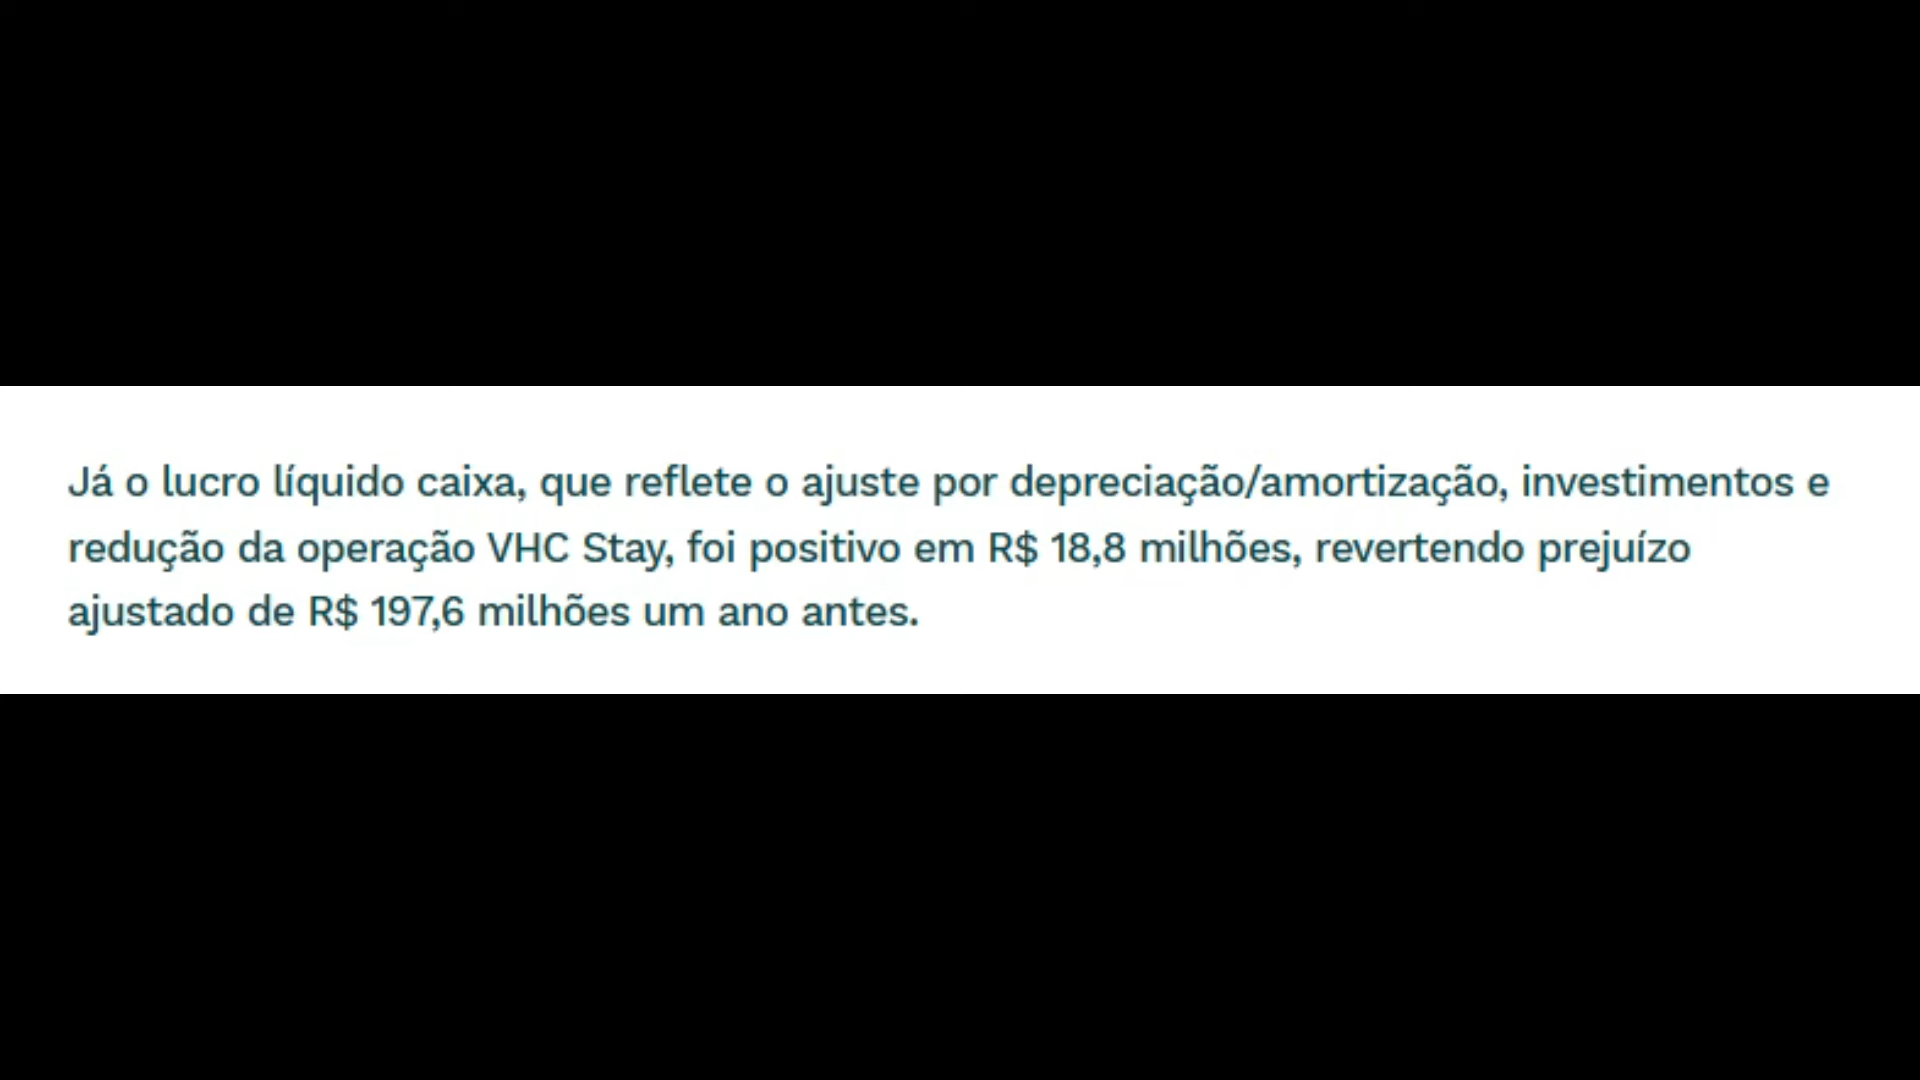 Já o lucro líquido caixa, que reflete o ajuste por depreciação/amortização, investimentos e
redução da operação VHC Stay, foi positivo em R$ 18,8 milhões, revertendo prejuízo
ajustado de R$ 197,6 milhões um ano antes.